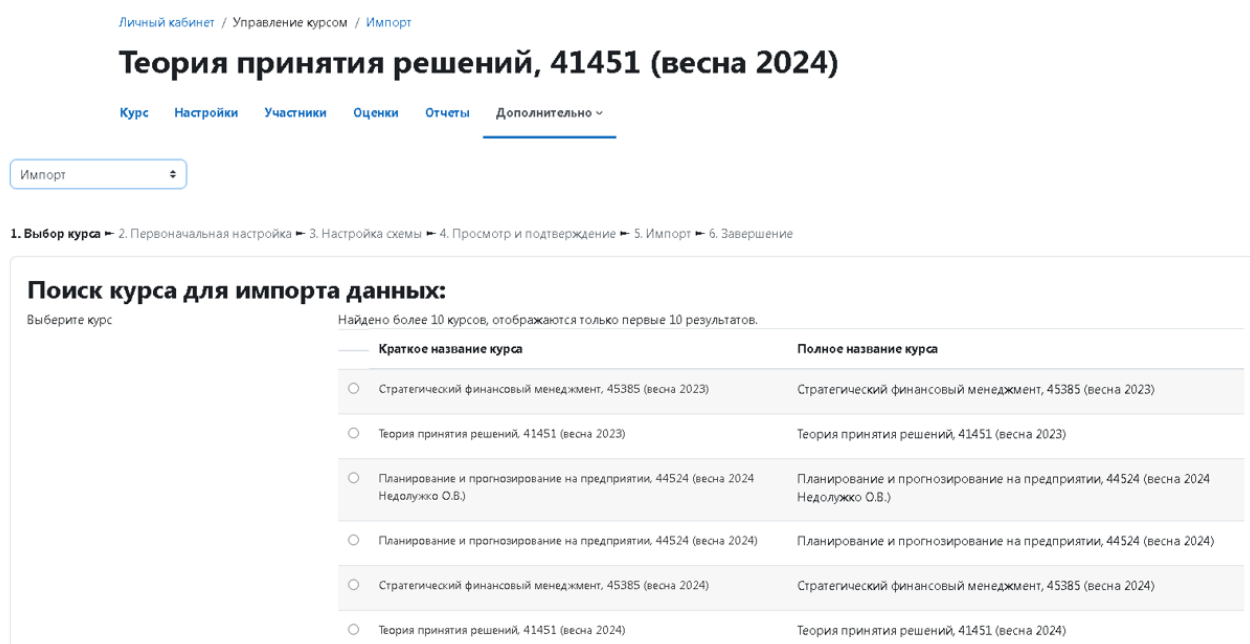 Личный кабинет / Управление курсом / Импорт
Теория принятия решений, 41451 (весна 2024)
Курс Настройки Участники Оценки Отчеты Дополнительно
Импорт
1. Выбор курса ► 2. Первоначальная настройка ► 3. Настройка схемы ► 4. Просмотр и подтверждение ► 5. Импорт ► 6. Завершение
Поиск курса для импорта данных:
Выберите курс Найдено более 10 курсов, отображаются только первые 10 результатов.
Краткое название курса Полное название курса
Стратегический финансовый менеджмент, 45385 (весна 2023) Стратегический финансовый менеджмент, 45385 (весна 2023)
Теория принятия решений, 41451 (весна 2023) Теория принятия решений, 41451 (весна 2023)
Планирование и прогнозирование на предприятии, 44524 (весна 2024 Планирование и прогнозирование на предприятии, 44524 (весна 2024
Недолужко О.В.) Недолужко О.В.)
Планирование и прогнозирование на предприятии, 44524 (весна 2024) Планирование и прогнозирование на предприятии, 44524 (весна 2024)
Стратегический финансовый менеджмент, 45385 (весна 2024) Стратегический финансовый менеджмент, 45385 (весна 2024)
Теория принятия решений, 41451 (весна 2024) Теория принятия решений, 41451 (весна 2024)